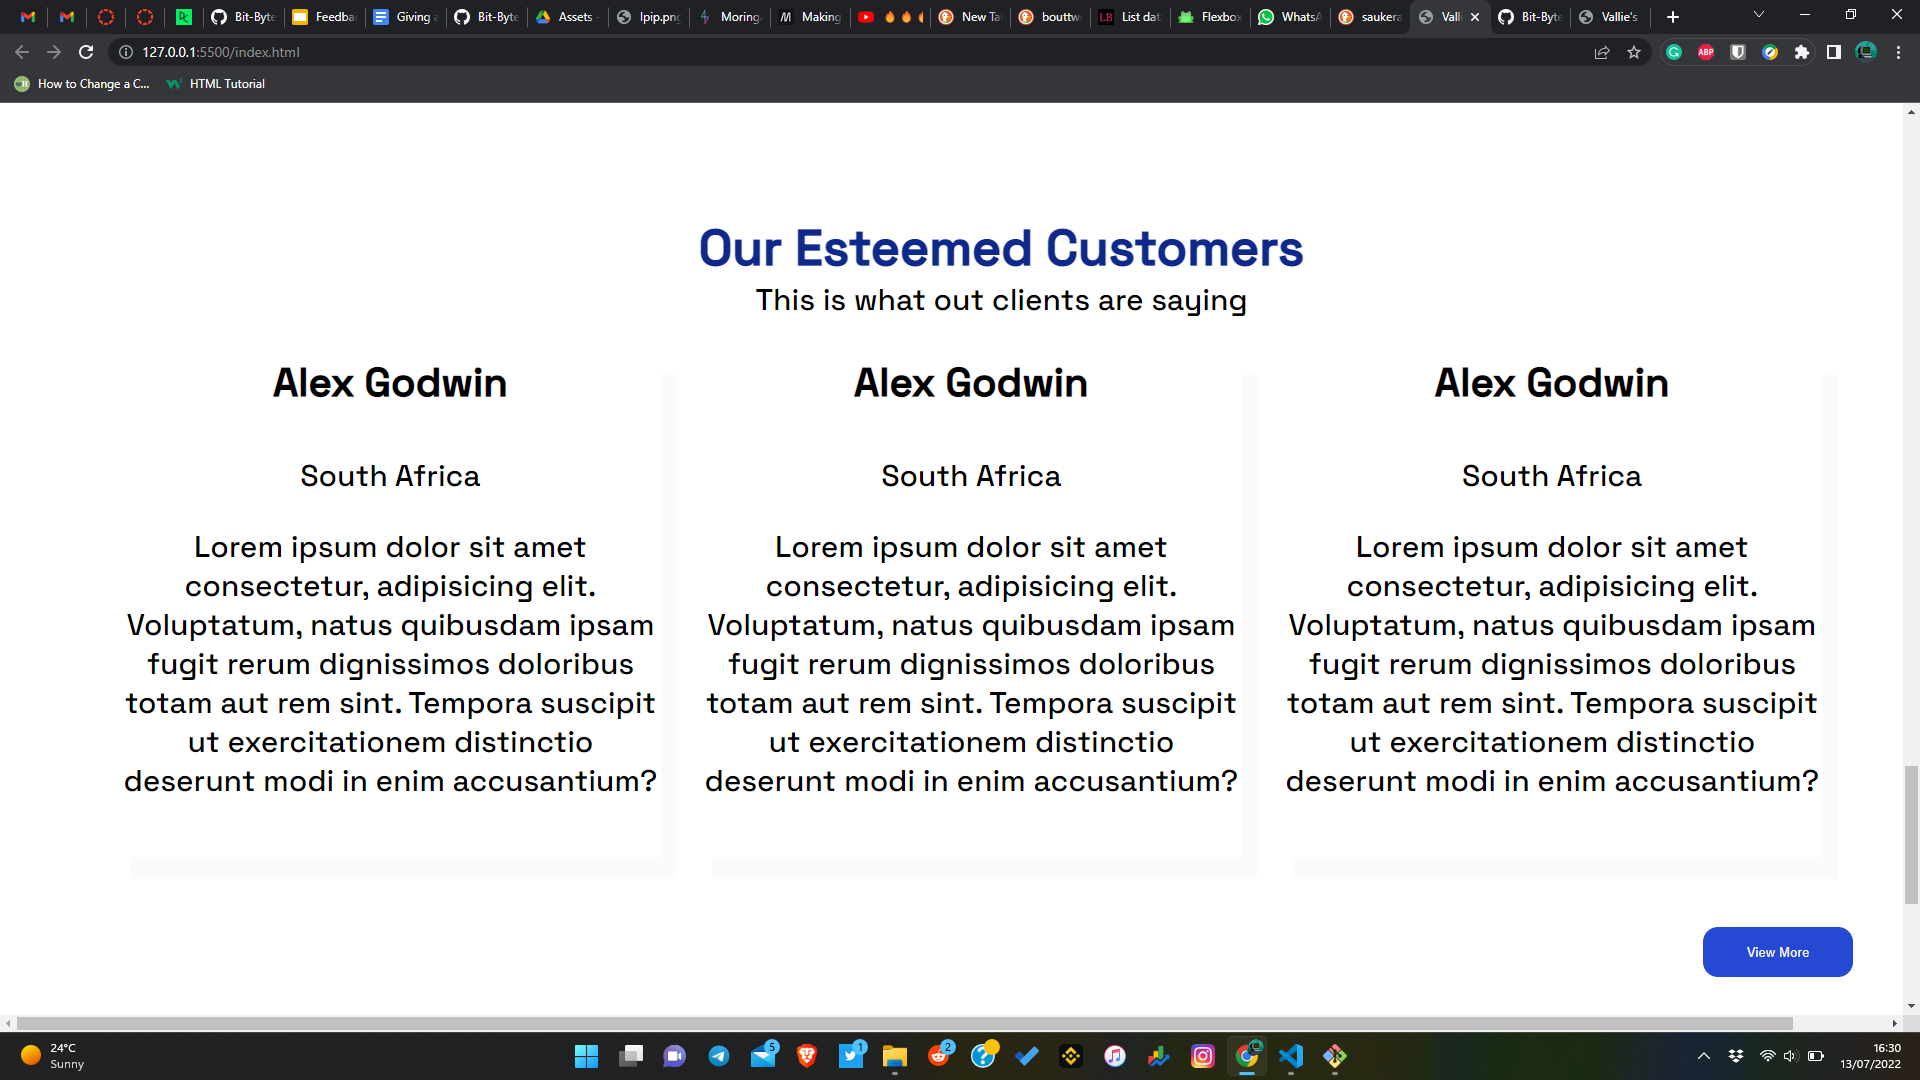 Bit-Byte
Feedba
Giving a
Bit-Byte
Assets -
lpip.png
Moring
Making
New Ta
bouttw
List dat
Flexbox
WhatsA
saukera
Valli
Bit-Byte
Vallie's
127.0.0.1:5500/index.html
How to Change a C...
HTML Tutorial
Our Esteemed Customers
This is what out clients are saying
Alex Godwin
South Africa
Lorem ipsum dolor sit amet
consectetur, adipisicing elit.
Voluptatum, natus quibusdam ipsam
fugit rerum dignissimos doloribus
totam aut rem sint. Tempora suscipit
ut exercitationem distinctio
deserunt modi in enim accusantium?
Alex Godwin
South Africa
Lorem ipsum dolor sit amet
consectetur, adipisicing elit.
Voluptatum, natus quibusdam ipsam
fugit rerum dignissimos doloribus
totam aut rem sint. Tempora suscipit
ut exercitationem distinctio
deserunt modi in enim accusantium?
Alex Godwin
South Africa
Lorem ipsum dolor sit amet
consectetur, adipisicing elit.
Voluptatum, natus quibusdam ipsam
fugit rerum dignissimos doloribus
totam aut rem sint. Tempora suscipit
ut exercitationem distinctio
deserunt modi in enim accusantium?
View More
24°C
Sunny
5
1
2
16:30
13/07/2022